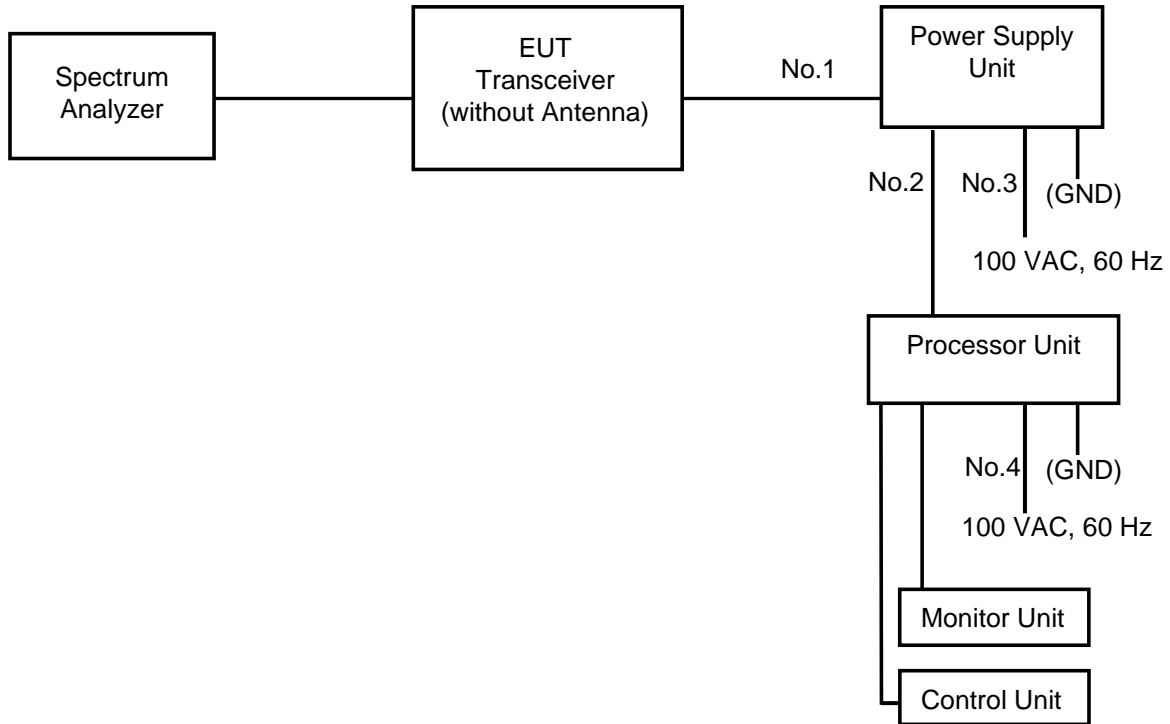 Spectrum
Analyzer
EUT
Transceiver
(without Antenna)
No.1
Power Supply
Unit
No.2
No.3
(GND)
100 VAC, 60 Hz
Processor Unit
No.4
(GND)
100 VAC, 60 Hz
Monitor Unit
Control Unit